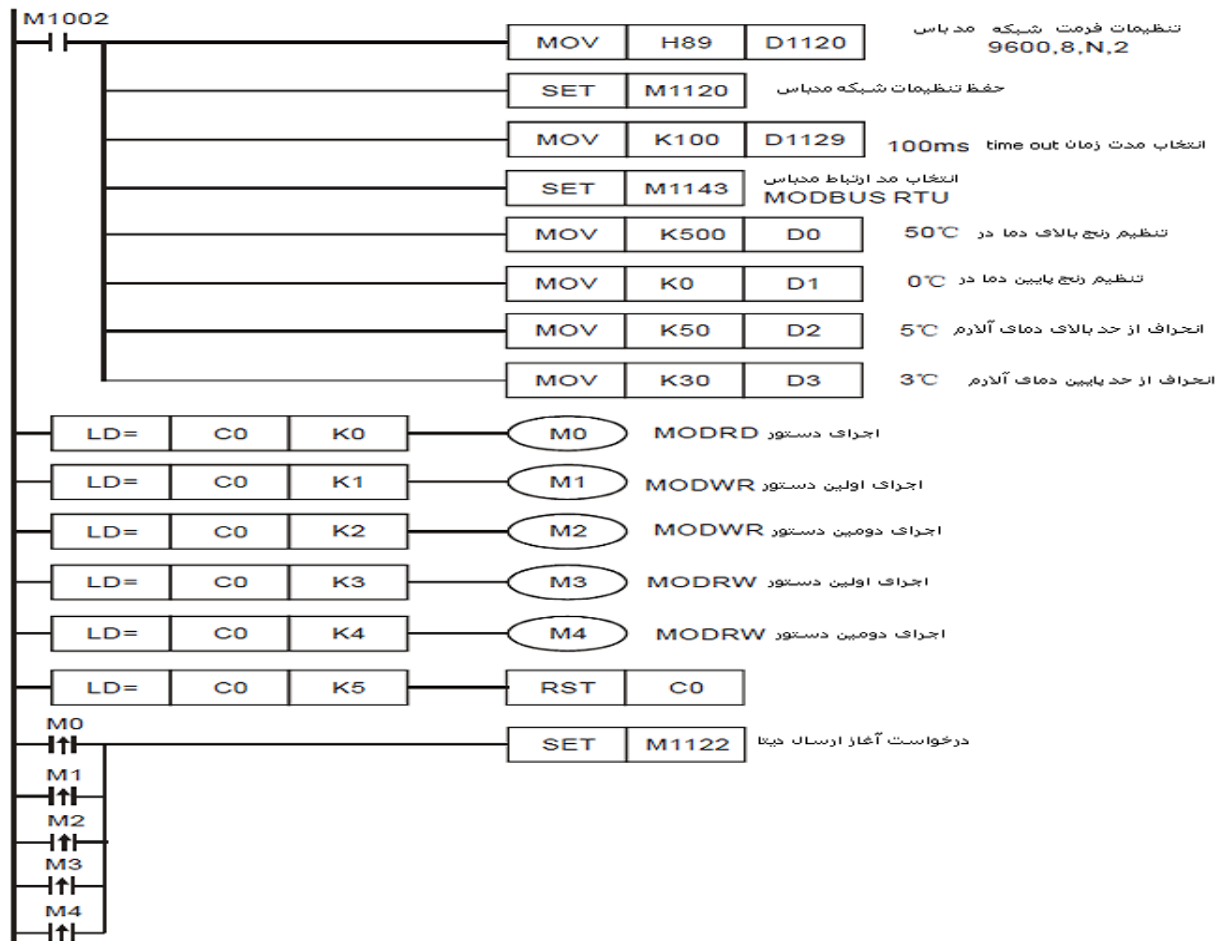 M1002
MOV H89 D1120 تنظیمات فرمت شبکه مد باس
9600,8,N,2
SET M1120 حفظ تنظیمات شبکه مدباس
MOV K100 D1129 انتخاب مدت زمان time out 100ms
SET M1143 انتخاب مد ارتباط مدباس
MODBUS RTU
MOV K500 D0 تنظیم رنج بالای دما در 50℃
MOV K0 D1 تنظیم رنج پایین دما در 0℃
MOV K50 D2 انحراف از حد بالای دمای آلارم 5℃
MOV K30 D3 انحراف از حد پایین دمای آلارم 3℃
LD= C0 K0 M0 اجرای دستور MODRD
LD= C0 K1 M1 اجرای اولین دستور MODWR
LD= C0 K2 M2 اجرای دومین دستور MODWR
LD= C0 K3 M3 اجرای اولین دستور MODRW
LD= C0 K4 M4 اجرای دومین دستور MODRW
LD= C0 K5 RST C0
M0
SET M1122 درخواست آغاز ارسال دیتا
M1
M2
M3
M4